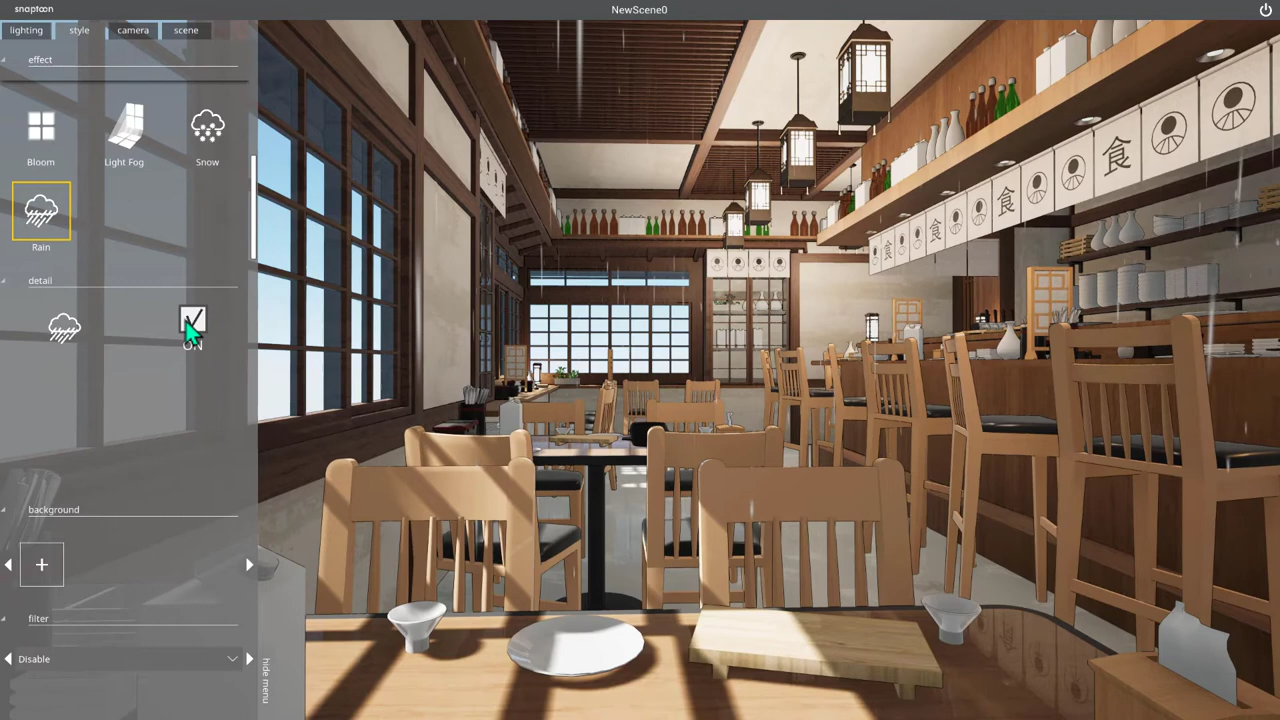 snaptoon
NewScene0
lighting
style
camera
scene
effect
Bloom
Light Fog
Snow
Rain
detail
ON
background
+
filter
Disable
hide menu
食
食
食
食